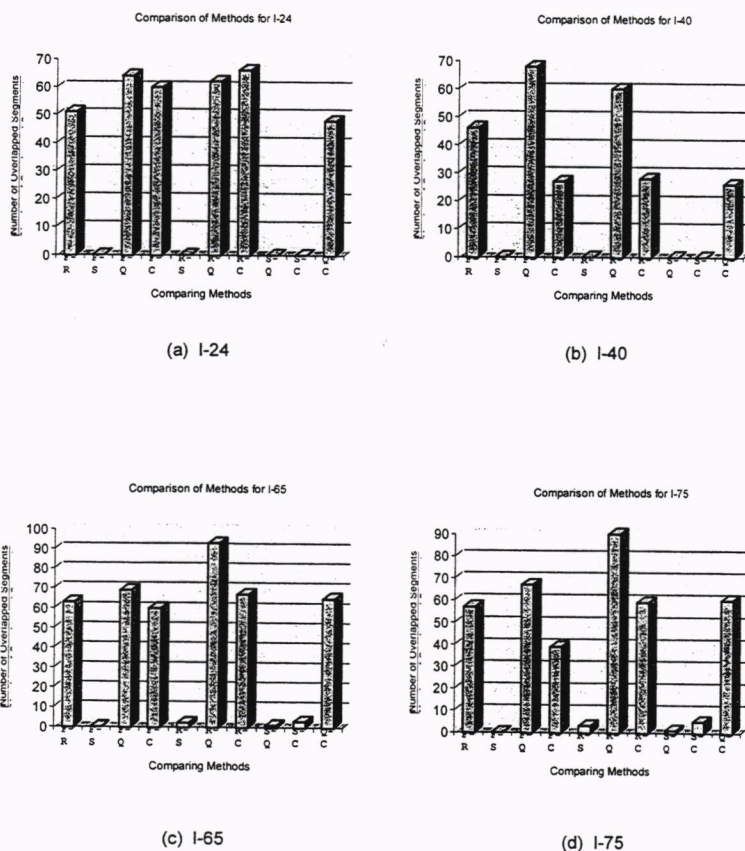 Comparison of Methods for I-24
Number of Overlapped Segments
70
60
50
40
30
20
10
0
R S Q C S Q C Q C C
Comparing Methods
(a) I-24
Comparison of Methods for I-40
Number of Overlapped Segments
70
60
50
40
30
20
10
0
R S Q C S Q C Q C C
Comparing Methods
(b) I-40
Comparison of Methods for I-65
Number of Overlapped Segments
100
90
80
70
60
50
40
30
20
10
0
R S Q C S Q C Q C C
Comparing Methods
(c) I-65
Comparison of Methods for I-75
Number of Overlapped Segments
90
80
70
60
50
40
30
20
10
0
R S Q C S Q C Q C C
Comparing Methods
(d) I-75